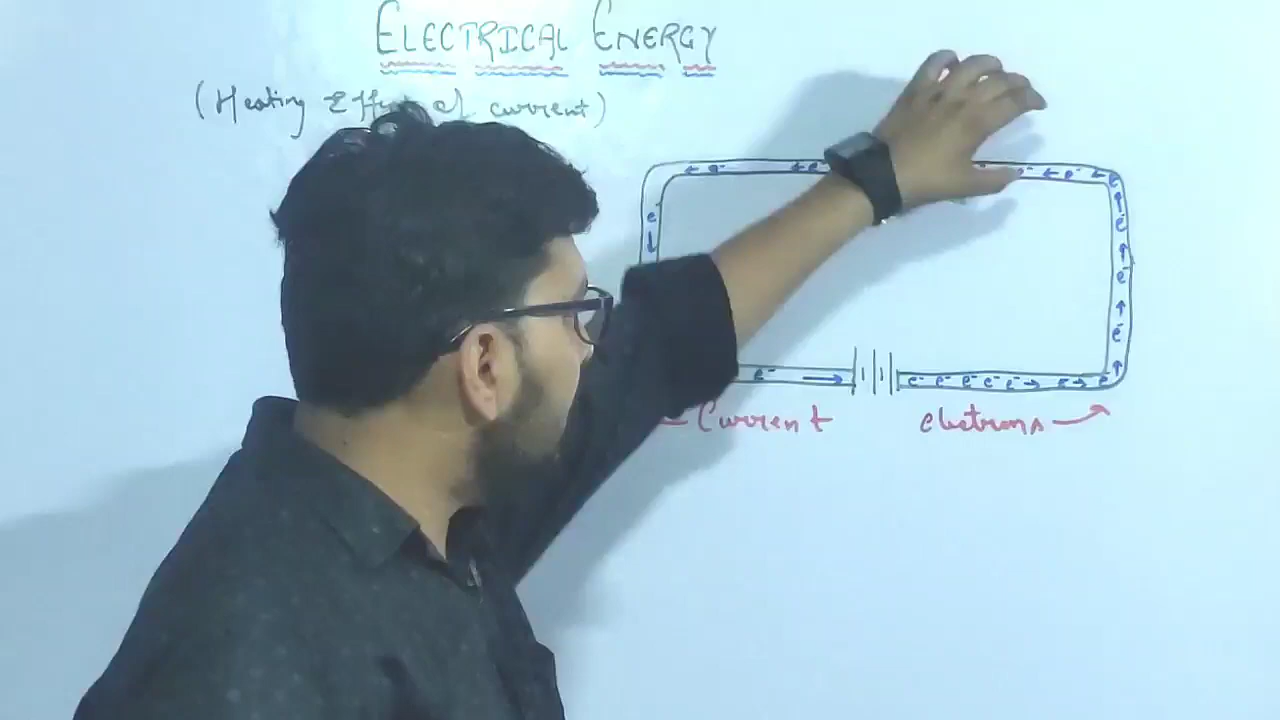 ELECTRICAL ENERGY
(Heating Effect of current)
← e⁻ ← e⁻ e⁻ ← e⁻ ←
e⁻ ↓
↑ e⁻ ↑ e⁻ ↑ e⁻ ↑
e⁻ →
e⁻ e⁻ e⁻ e⁻ e⁻ → e⁻ → e⁻
← Current
electrons →